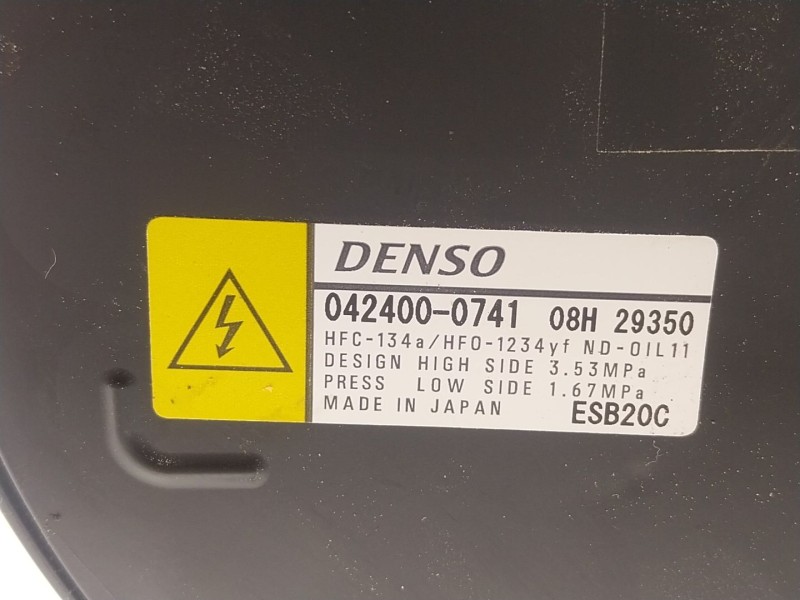 DENSO
042400-0741 08H 29350
HFC-134a/HFO-1234yf ND-OIL11
DESIGN HIGH SIDE 3.53MPa
PRESS LOW SIDE 1.67MPa
MADE IN JAPAN ESB20C